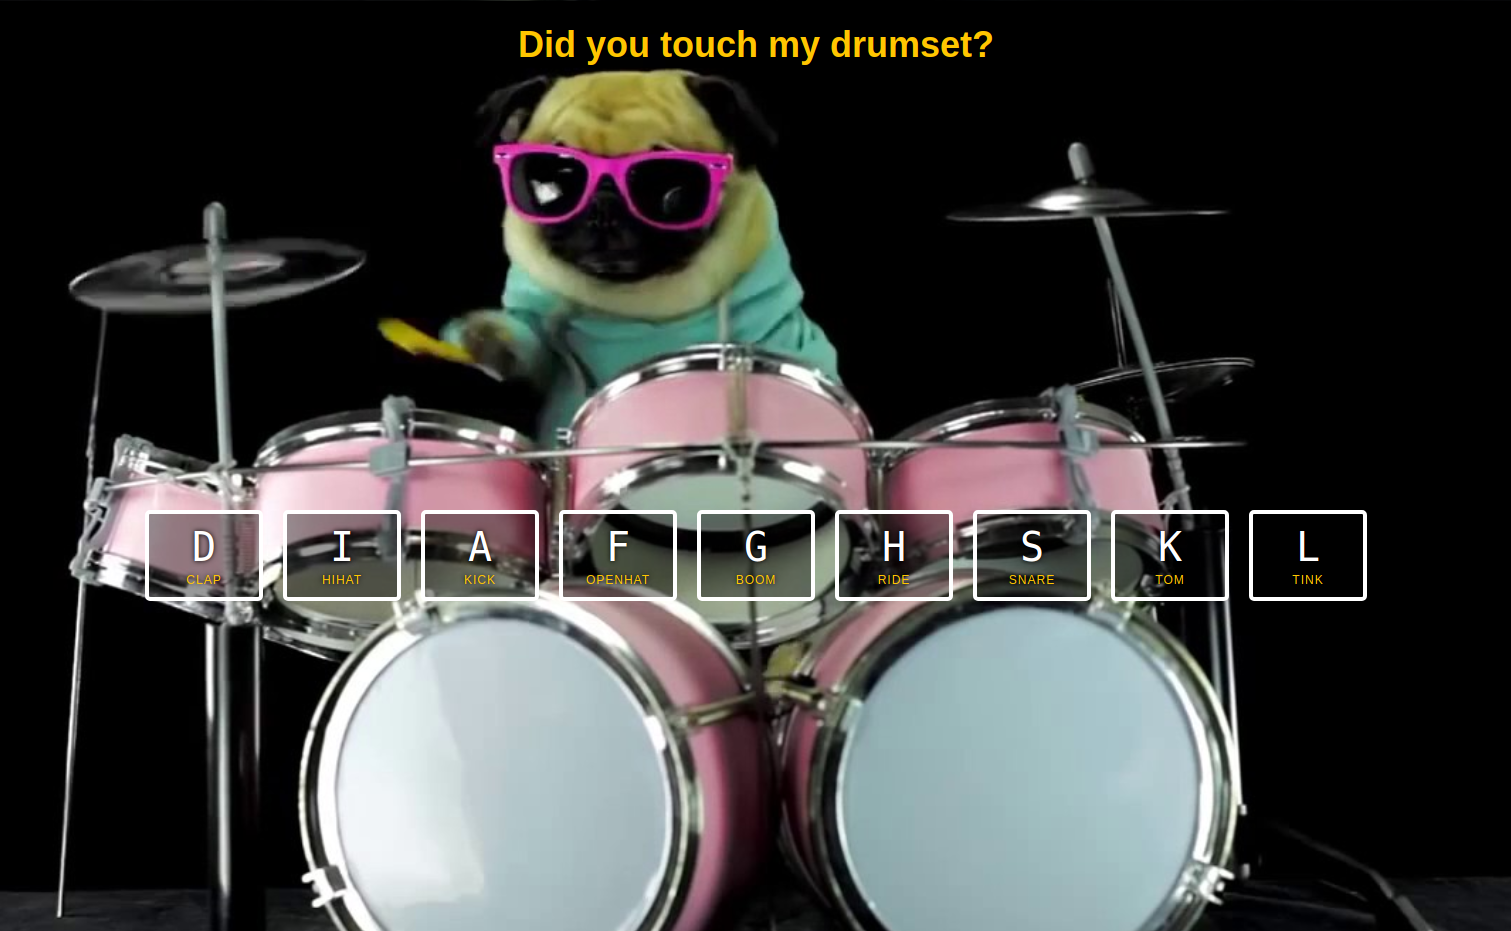 Did you touch my drumset?
D I A F G H S K L
CLAP HIHAT KICK OPENHAT BOOM RIDE SNARE TOM TINK